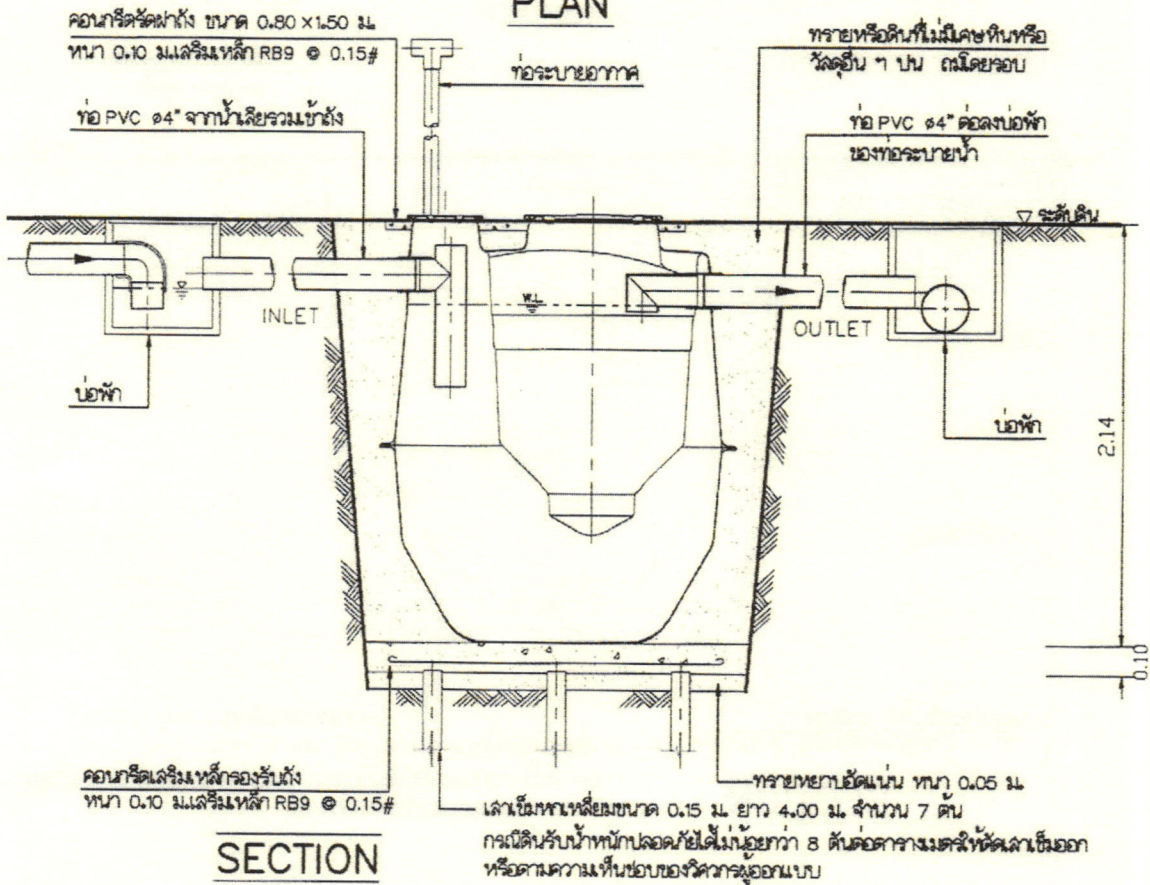 PLAN
คอนกรีตรัดฝาถัง ขนาด 0.80 x1.50 ม.
หนา 0.10 ม.เสริมเหล็ก RB9 @ 0.15#
ท่อระบายอากาศ
ทรายหรือดินที่ไม่มีเศษหินหรือ
วัสดุอื่น ๆ ปน ถมโดยรอบ
ท่อ PVC ø4" จากน้ำเสียรวมเข้าถัง
ท่อ PVC ø4" ต่อลงบ่อพัก
ของท่อระบายน้ำ
ระดับดิน
INLET
W.L.
OUTLET
บ่อพัก
บ่อพัก
2.14
0.10
คอนกรีตเสริมเหล็กรองรับถัง
หนา 0.10 ม.เสริมเหล็ก RB9 @ 0.15#
ทรายหยาบอัดแน่น หนา 0.05 ม.
เสาเข็มหกเหลี่ยมขนาด 0.15 ม. ยาว 4.00 ม. จำนวน 7 ต้น
กรณีดินรับน้ำหนักปลอดภัยได้ไม่น้อยกว่า 8 ตันต่อตารางเมตรให้ตัดเสาเข็มออก
หรือตามความเห็นชอบของวิศวกรผู้ออกแบบ
SECTION